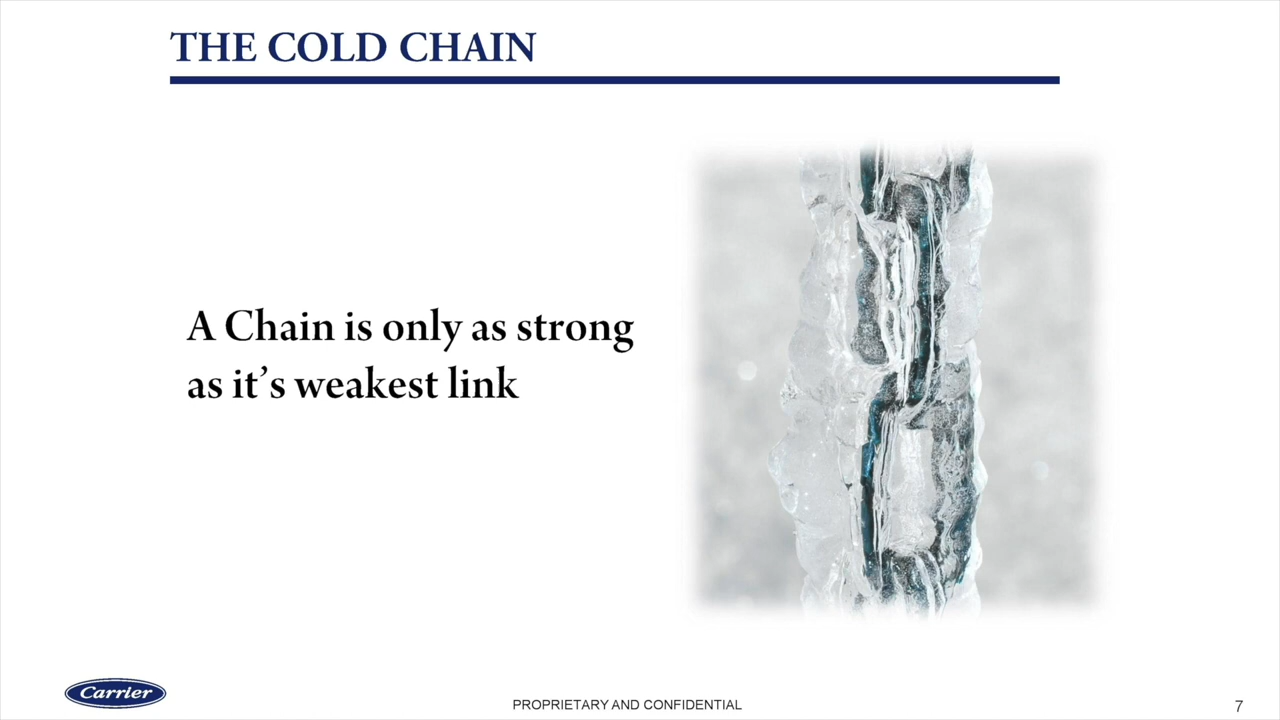 THE COLD CHAIN
A Chain is only as strong
as it’s weakest link
Carrier
PROPRIETARY AND CONFIDENTIAL
7